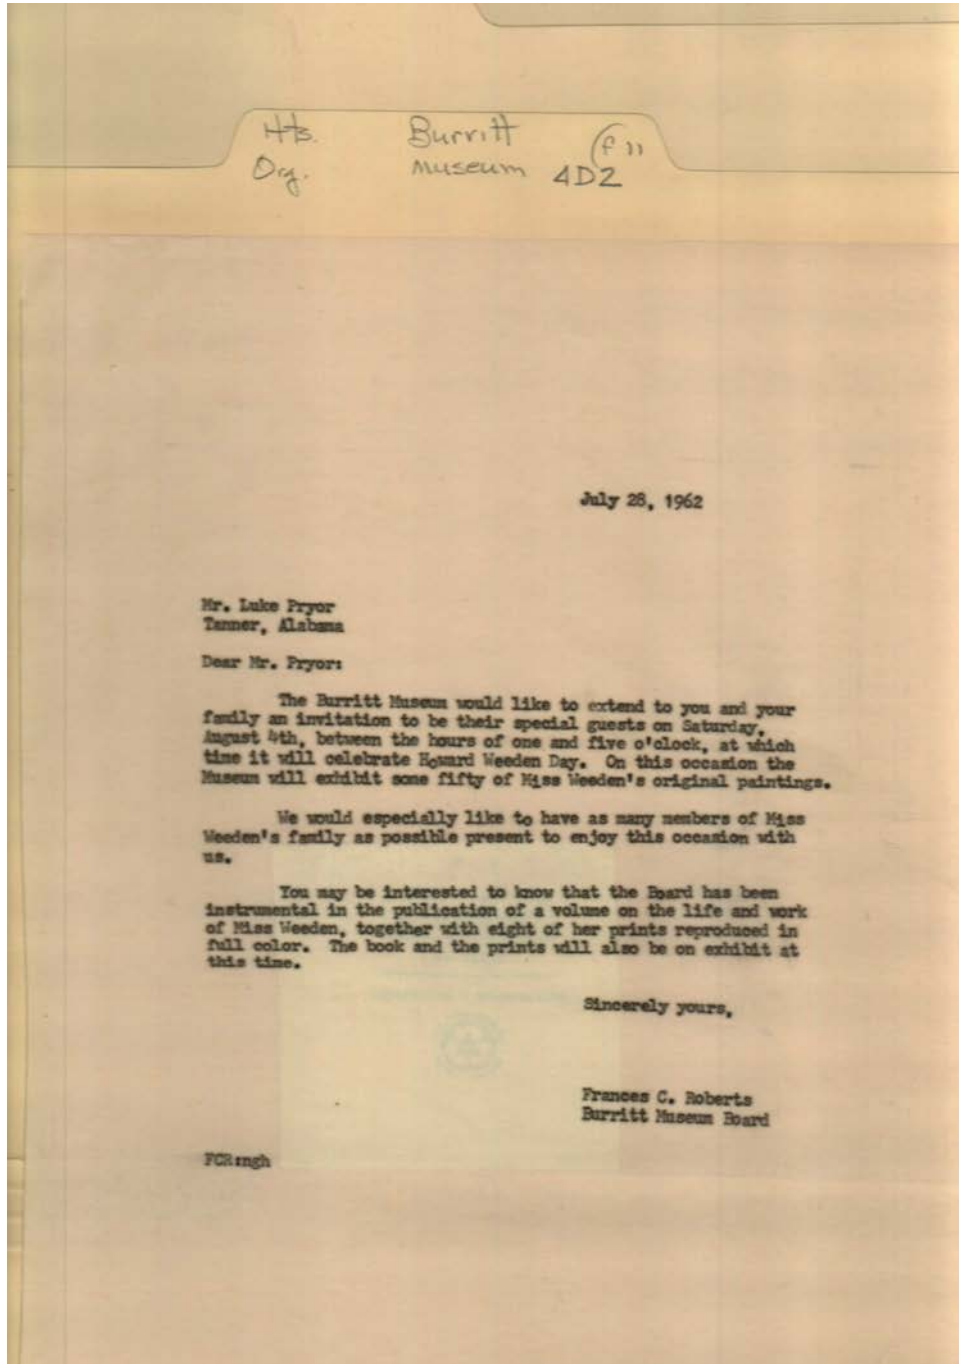 Hts. Burritt (f 11
Org. Museum 4D2
July 28, 1962
Mr. Luke Pryor
Tanner, Alabama
Dear Mr. Pryor:
The Burritt Museum would like to extend to you and your
family an invitation to be their special guests on Saturday,
August 4th, between the hours of one and five o'clock, at which
time it will celebrate Howard Weeden Day. On this occasion the
Museum will exhibit some fifty of Miss Weeden's original paintings.
We would especially like to have as many members of Miss
Weeden's family as possible present to enjoy this occasion with
us.
You may be interested to know that the Board has been
instrumental in the publication of a volume on the life and work
of Miss Weeden, together with eight of her prints reproduced in
full color. The book and the prints will also be on exhibit at
this time.
Sincerely yours,
Frances C. Roberts
Burritt Museum Board
FCR:ngh